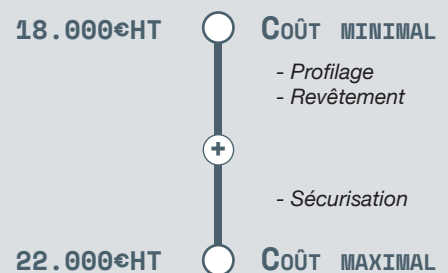 18.000€HT Coût minimal
- Profilage
- Revêtement
+
- Sécurisation
22.000€HT Coût maximal